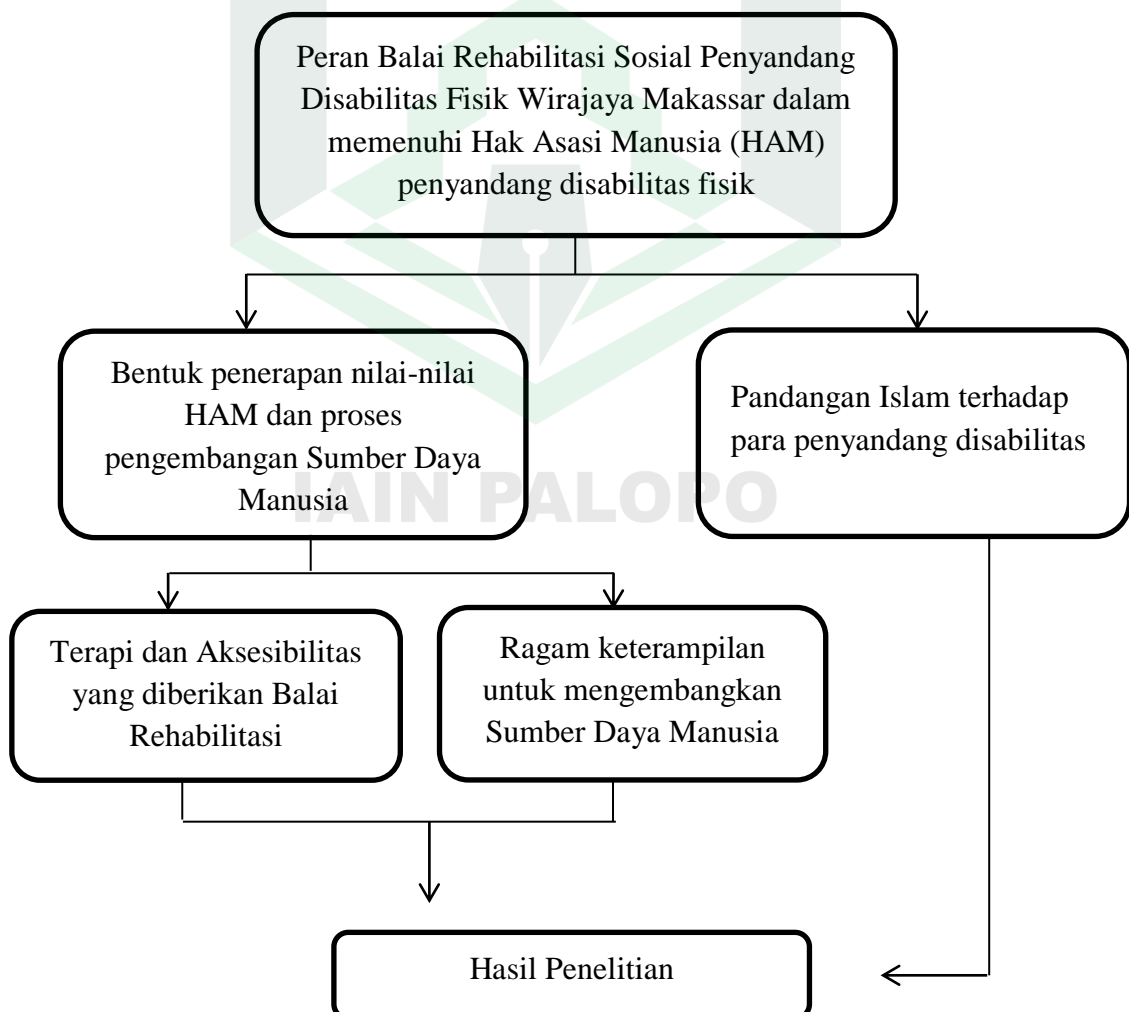 Peran Balai Rehabilitasi Sosial Penyandang
Disabilitas Fisik Wirajaya Makassar dalam
memenuhi Hak Asasi Manusia (HAM)
penyandang disabilitas fisik
Bentuk penerapan nilai-nilai
HAM dan proses
pengembangan Sumber Daya
Manusia
Pandangan Islam terhadap
para penyandang disabilitas
IAIN PALOPO
Terapi dan Aksesibilitas
yang diberikan Balai
Rehabilitasi
Ragam keterampilan
untuk mengembangkan
Sumber Daya Manusia
Hasil Penelitian